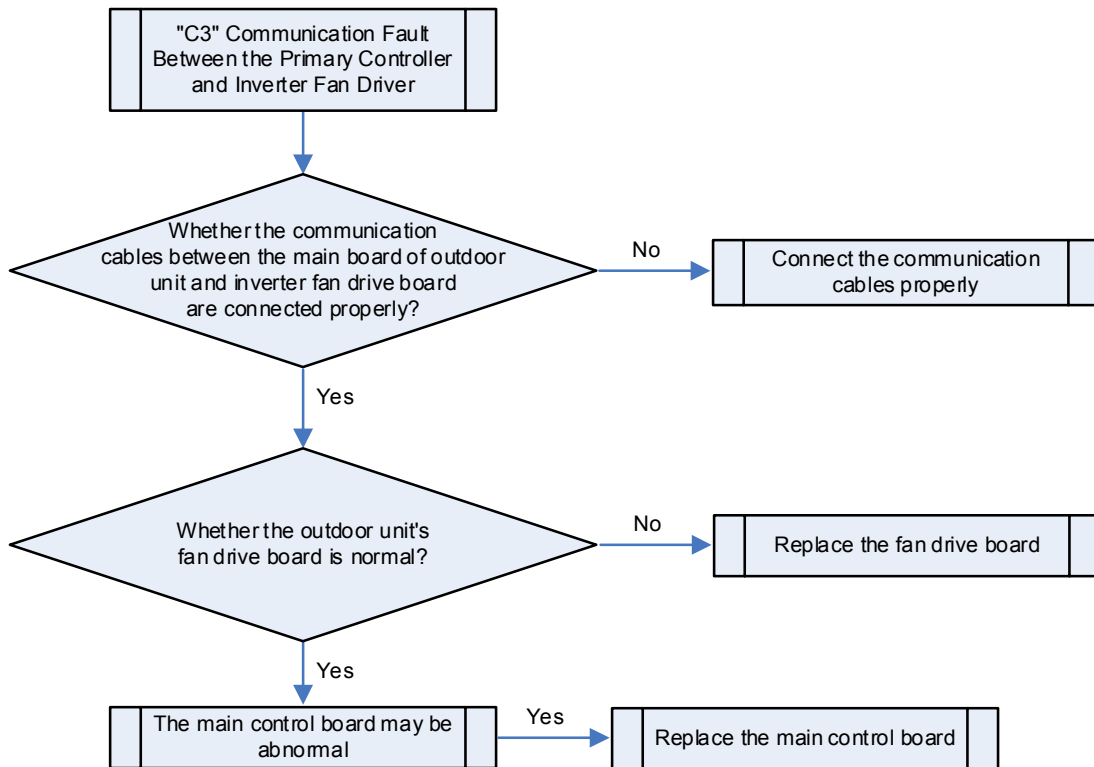 "C3" Communication Fault
Between the Primary Controller
and Inverter Fan Driver
Whether the communication
cables between the main board of outdoor
unit and inverter fan drive board
are connected properly?
No
Connect the communication
cables properly
Yes
Whether the outdoor unit's
fan drive board is normal?
No
Replace the fan drive board
Yes
The main control board may be
abnormal
Yes
Replace the main control board